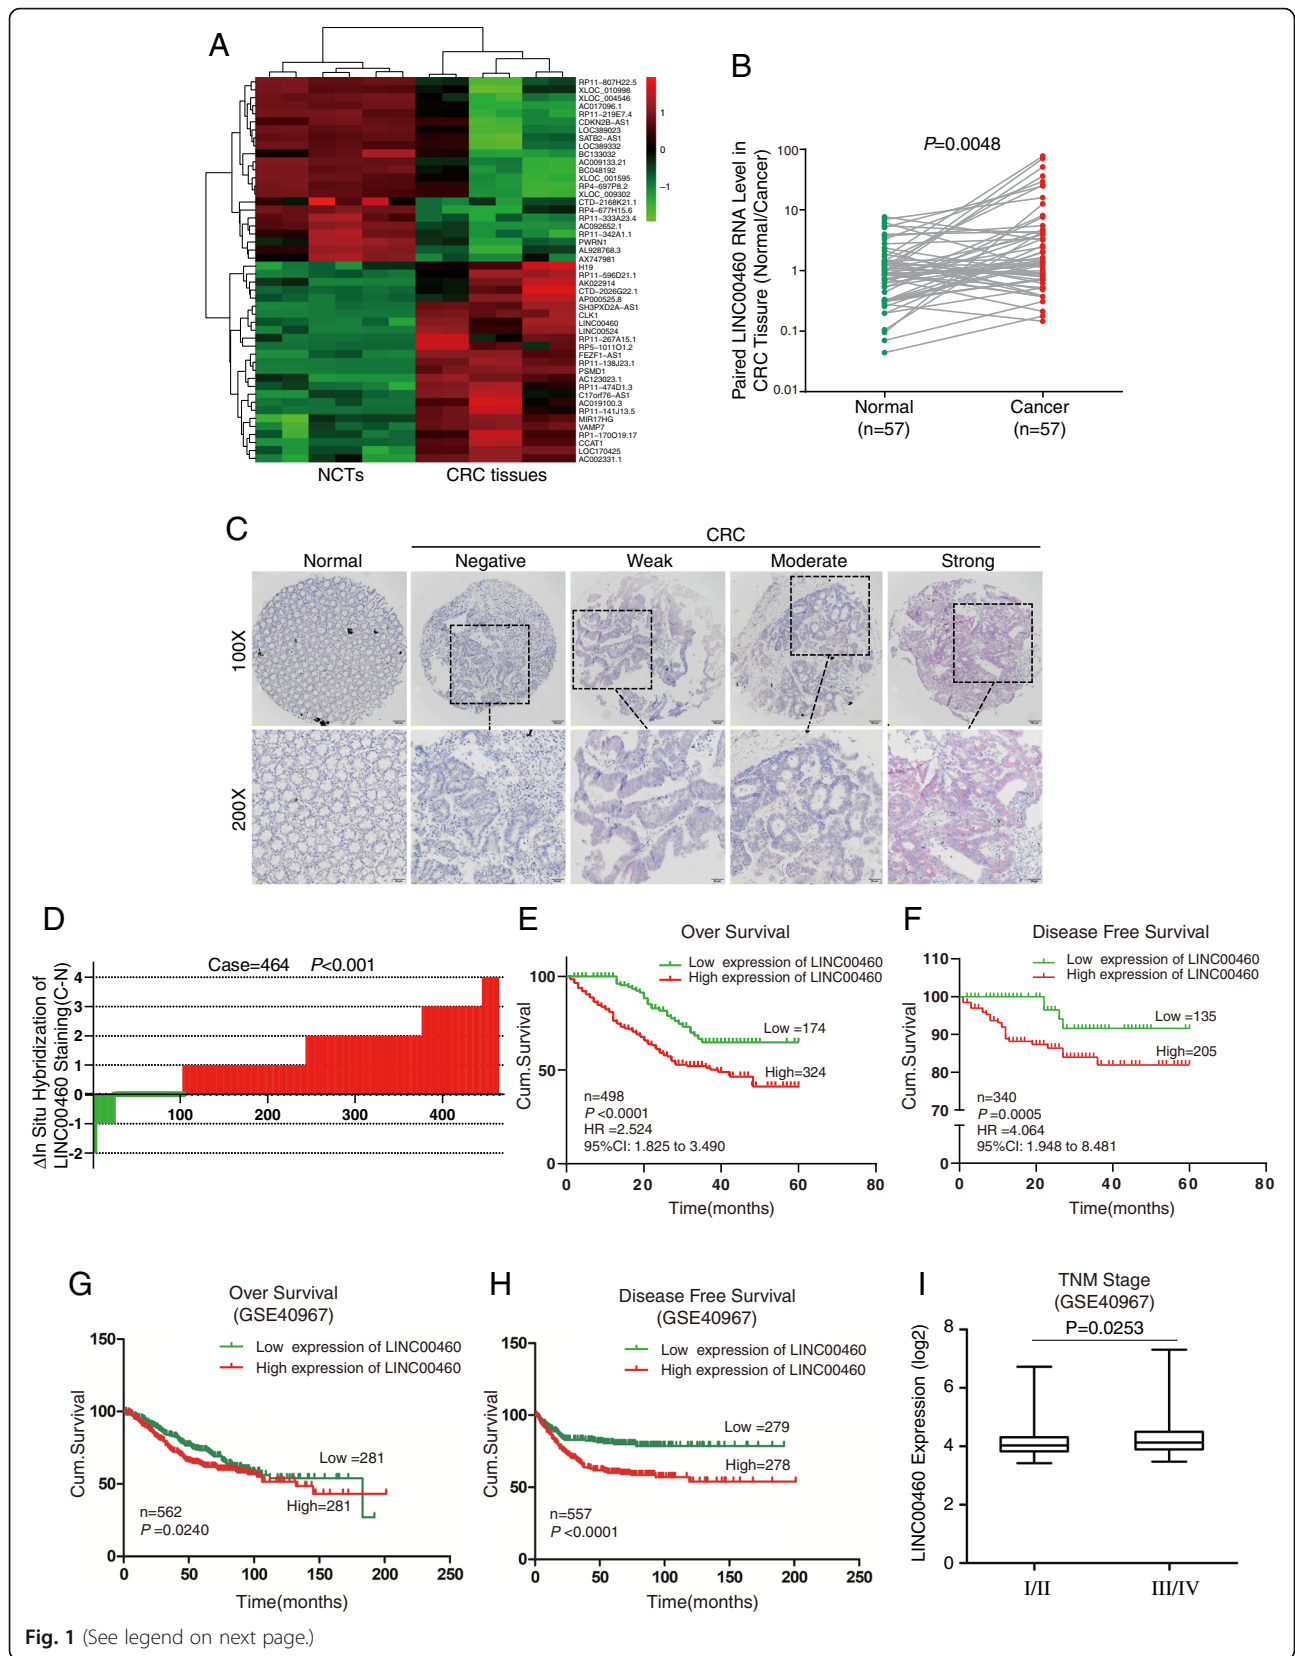 A
RP11-807H22.5
XLOC_010998
XLOC_004546
AC017096.1
RP11-219E7.4
CDKN2B-AS1
LOC389023
SATB2-AS1
LOC389332
BC133032
AC009133.21
BC048192
XLOC_001595
RP4-697P8.2
XLOC_009302
CTD-2168K21.1
RP4-677H15.6
RP11-333A23.4
AC092652.1
RP11-342A1.1
PWRN1
AL928768.3
AX747981
H19
RP11-596D21.1
AK022914
CTD-2026G22.1
AP000525.8
SH3PXD2A-AS1
CLK1
LINC00460
LINC00524
RP11-267A15.1
RP5-1011O1.2
FEZF1-AS1
RP11-138J23.1
PSMD1
AC123023.1
RP11-474D1.3
C17orf76-AS1
AC019100.3
RP11-141J13.5
MIR17HG
VAMP7
RP1-170O19.17
CCAT1
LOC170425
AC002331.1
1
0
-1
NCTs CRC tissues
B
P=0.0048
Paired LINC00460 RNA Level in
CRC Tissue (Normal/Cancer)
100
10
1
0.1
0.01
Normal Cancer
(n=57) (n=57)
C
CRC
Normal Negative Weak Moderate Strong
100X
200X
D
Case=464 P<0.001
ΔIn Situ Hybridization of
LINC00460 Staining(C-N)
4
3
2
1
0
-1
-2
100 200 300 400
E
Over Survival
Low expression of LINC00460
High expression of LINC00460
Cum.Survival
100
50
0
Low =174
High=324
n=498
P <0.0001
HR =2.524
95%CI: 1.825 to 3.490
0 20 40 60 80
Time(months)
F
Disease Free Survival
Low expression of LINC00460
High expression of LINC00460
Cum.Survival
110
100
90
80
70
0
Low =135
High=205
n=340
P =0.0005
HR =4.064
95%CI: 1.948 to 8.481
0 20 40 60 80
Time(months)
G
Over Survival
(GSE40967)
Low expression of LINC00460
High expression of LINC00460
Cum.Survival
150
100
50
0
Low =281
High=281
n=562
P =0.0240
0 50 100 150 200 250
Time(months)
H
Disease Free Survival
(GSE40967)
Low expression of LINC00460
High expression of LINC00460
Cum.Survival
150
100
50
0
Low =279
High=278
n=557
P <0.0001
0 50 100 150 200 250
Time(months)
I
TNM Stage
(GSE40967)
P=0.0253
LINC00460 Expression (log2)
8
6
4
2
0
I/II III/IV
Fig. 1 (See legend on next page.)